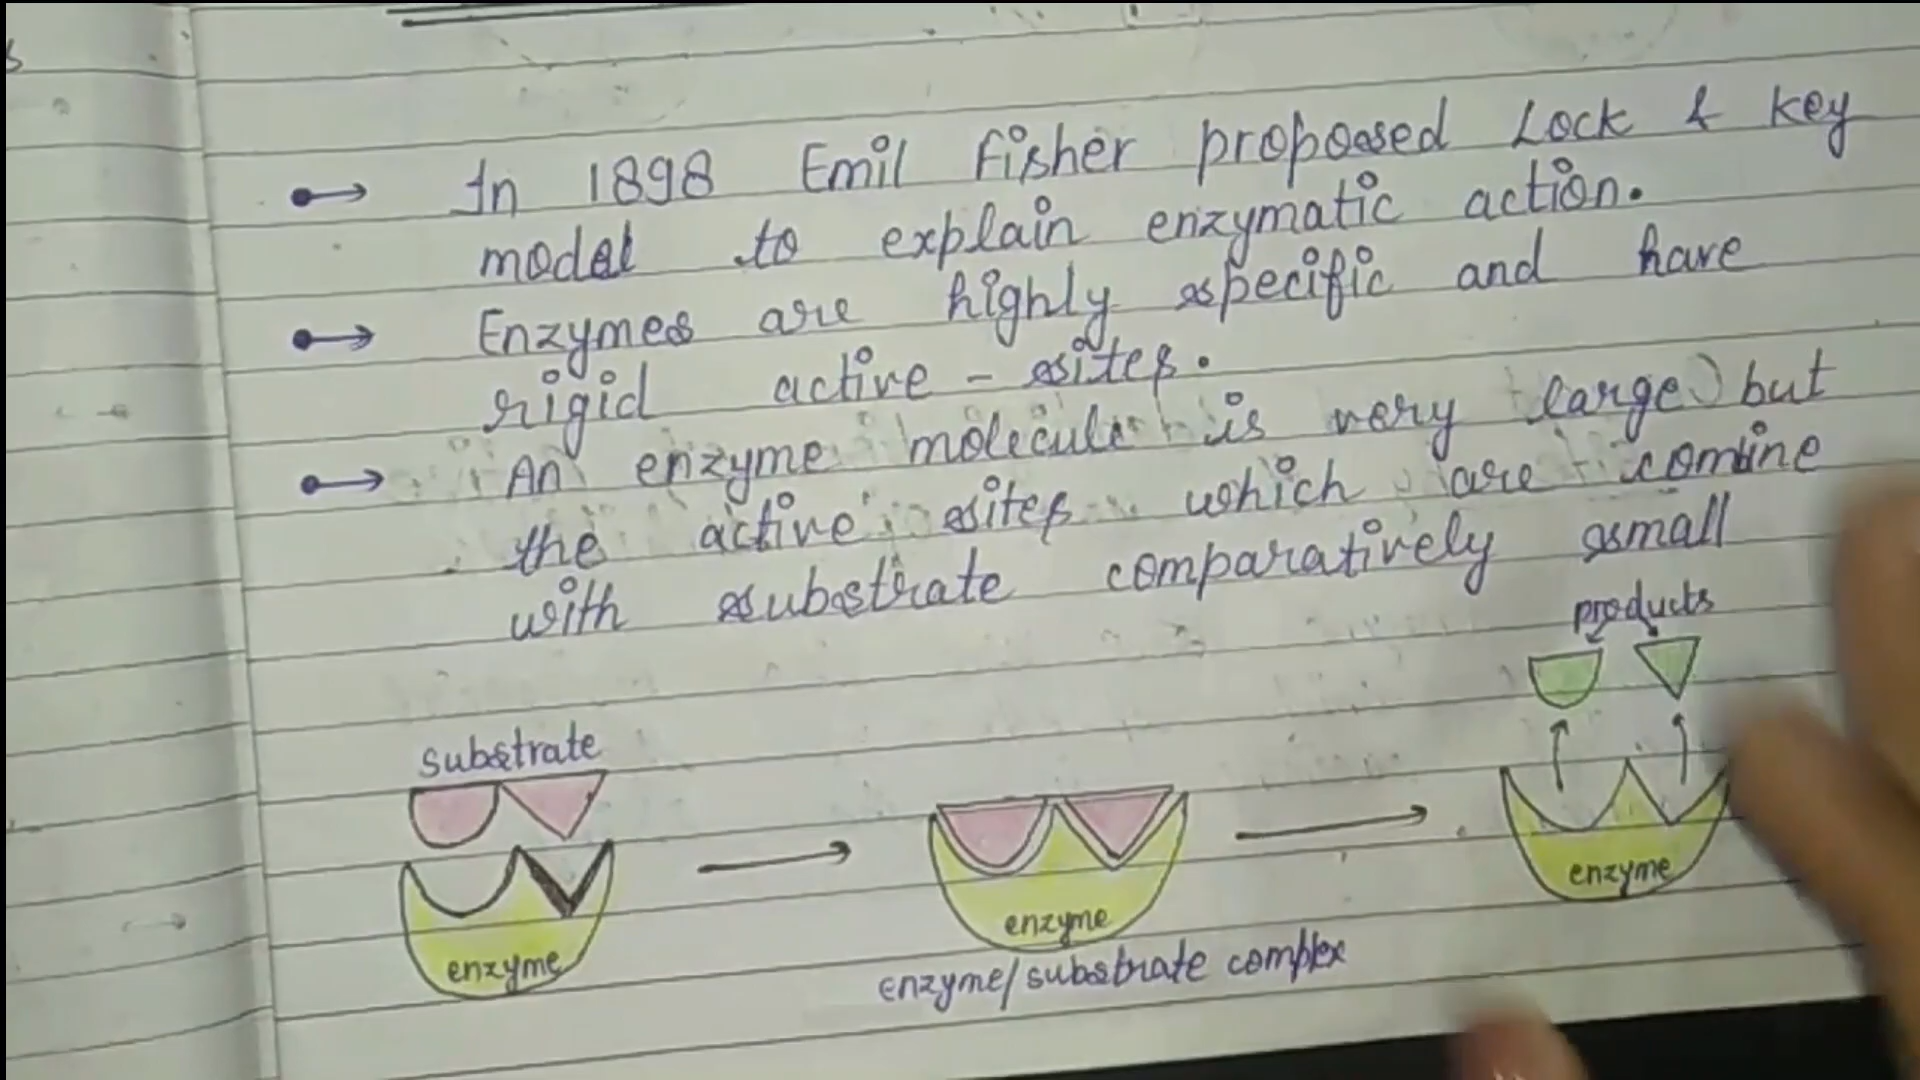 In 1898 Emil Fisher proposed Lock & key
model to explain enzymatic action.
Enzymes are highly specific and have
rigid active - sites.
An enzyme molecule is very large but
the active sites which are combine
with substrate comparatively small
products
substrate
enzyme
enzyme
enzyme
enzyme/substrate complex